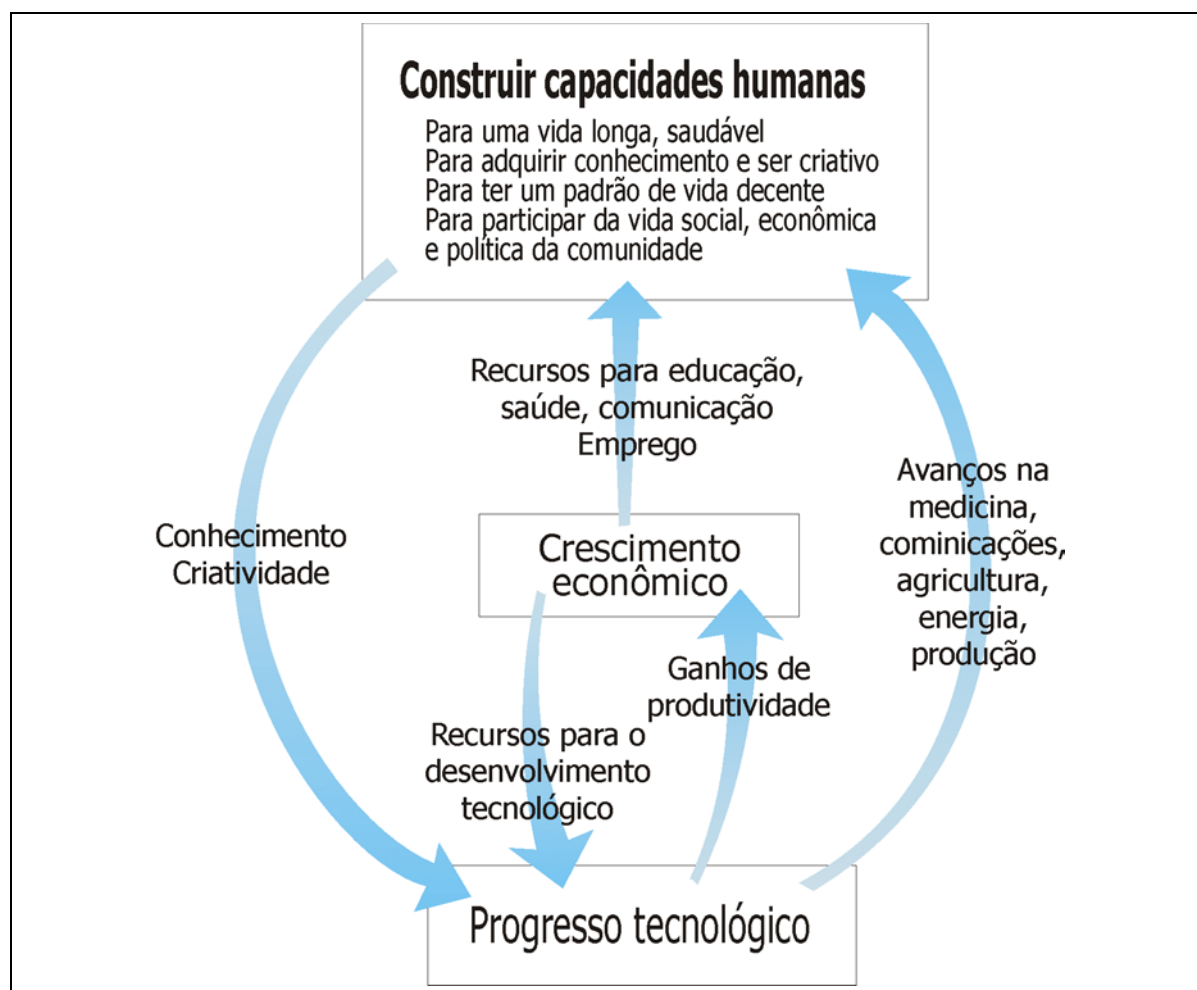 Construir capacidades humanas
Para uma vida longa, saudável
Para adquirir conhecimento e ser criativo
Para ter um padrão de vida decente
Para participar da vida social, econômica
e política da comunidade
Recursos para educação,
saúde, comunicação
Emprego
Avanços na
medicina,
cominicações,
agricultura,
energia,
produção
Conhecimento
Criatividade
Crescimento
econômico
Ganhos de
produtividade
Recursos para o
desenvolvimento
tecnológico
Progresso tecnológico